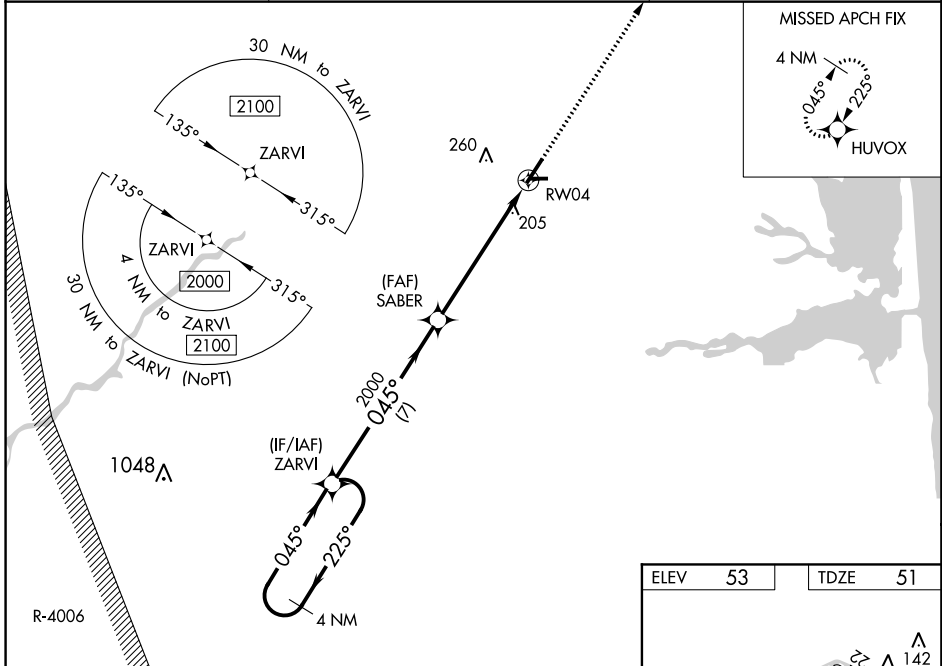 MISSED APCH FIX
4 NM
045°
225°
HUVOX
30 NM to ZARVI
2100
135°
ZARVI
315°
135°
ZARVI
2000
4 NM to ZARVI
315°
2100
30 NM to ZARVI (NoPT)
260
RW04
205
(FAF)
SABER
2000
045°
(7)
(IF/IAF)
ZARVI
1048
045°
225°
4 NM
R-4006
ELEV 53
TDZE 51
22
142